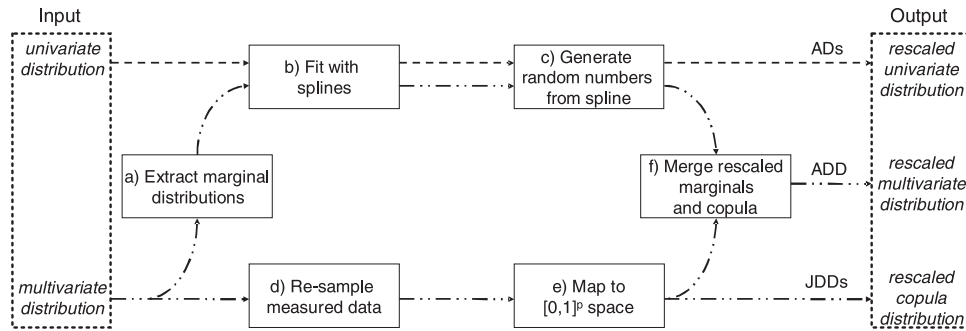 Input
Output
univariate
distribution
b) Fit with
splines
c) Generate
random numbers
from spline
ADs
rescaled
univariate
distribution
a) Extract marginal
distributions
f) Merge rescaled
marginals
and copula
ADD
rescaled
multivariate
distribution
multivariate
distribution
d) Re-sample
measured data
e) Map to
[0,1]ᵖ space
JDDs
rescaled
copula
distribution